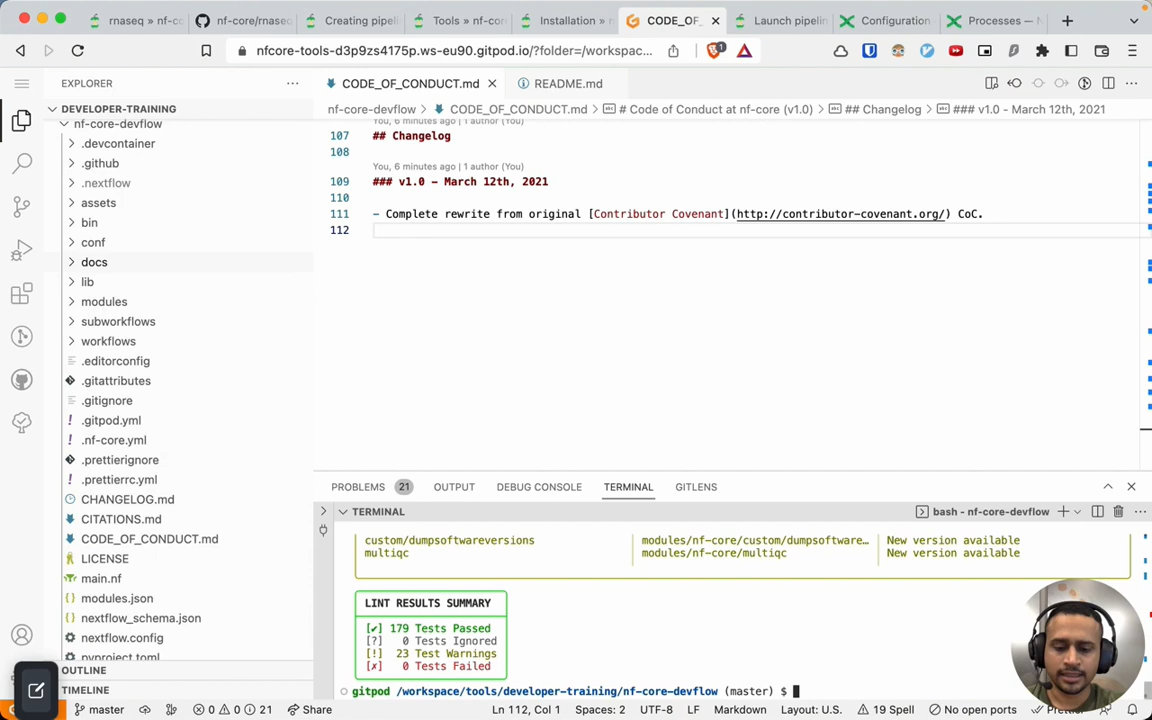 rnaseq » nf-co
nf-core/rnase
Creating pipeli
Tools » nf-cor
Installation » n
CODE_OF_
Launch pipelin
Configuration
Processes — N
nfcore-tools-d3p9zs4175p.ws-eu90.gitpod.io/?folder=/workspac...
1
EXPLORER
CODE_OF_CONDUCT.md
README.md
DEVELOPER-TRAINING
nf-core-devflow > CODE_OF_CONDUCT.md > # Code of Conduct at nf-core (v1.0) > ## Changelog > ### v1.0 - March 12th, 2021
nf-core-devflow
.devcontainer
.github
.nextflow
assets
bin
conf
docs
lib
modules
subworkflows
workflows
.editorconfig
.gitattributes
.gitignore
.gitpod.yml
.nf-core.yml
.prettierignore
.prettierrc.yml
CHANGELOG.md
CITATIONS.md
CODE_OF_CONDUCT.md
LICENSE
main.nf
modules.json
nextflow_schema.json
nextflow.config
pyproject.toml
OUTLINE
TIMELINE
You, 6 minutes ago | 1 author (You)
107 ## Changelog
108
You, 6 minutes ago | 1 author (You)
109 ### v1.0 - March 12th, 2021
110
111 - Complete rewrite from original [Contributor Covenant](http://contributor-covenant.org/) CoC.
112
PROBLEMS 21 OUTPUT DEBUG CONSOLE TERMINAL GITLENS
TERMINAL
bash - nf-core-devflow
custom/dumpsoftwareversions modules/nf-core/custom/dumpsoftware… New version available
multiqc modules/nf-core/multiqc New version available
LINT RESULTS SUMMARY
[✔] 179 Tests Passed
[?] 0 Tests Ignored
[!] 23 Test Warnings
[✗] 0 Tests Failed
gitpod /workspace/tools/developer-training/nf-core-devflow (master) $
master 0 0 21 Share Ln 112, Col 1 Spaces: 2 UTF-8 LF Markdown Layout: U.S. 19 Spell No open ports Prettier